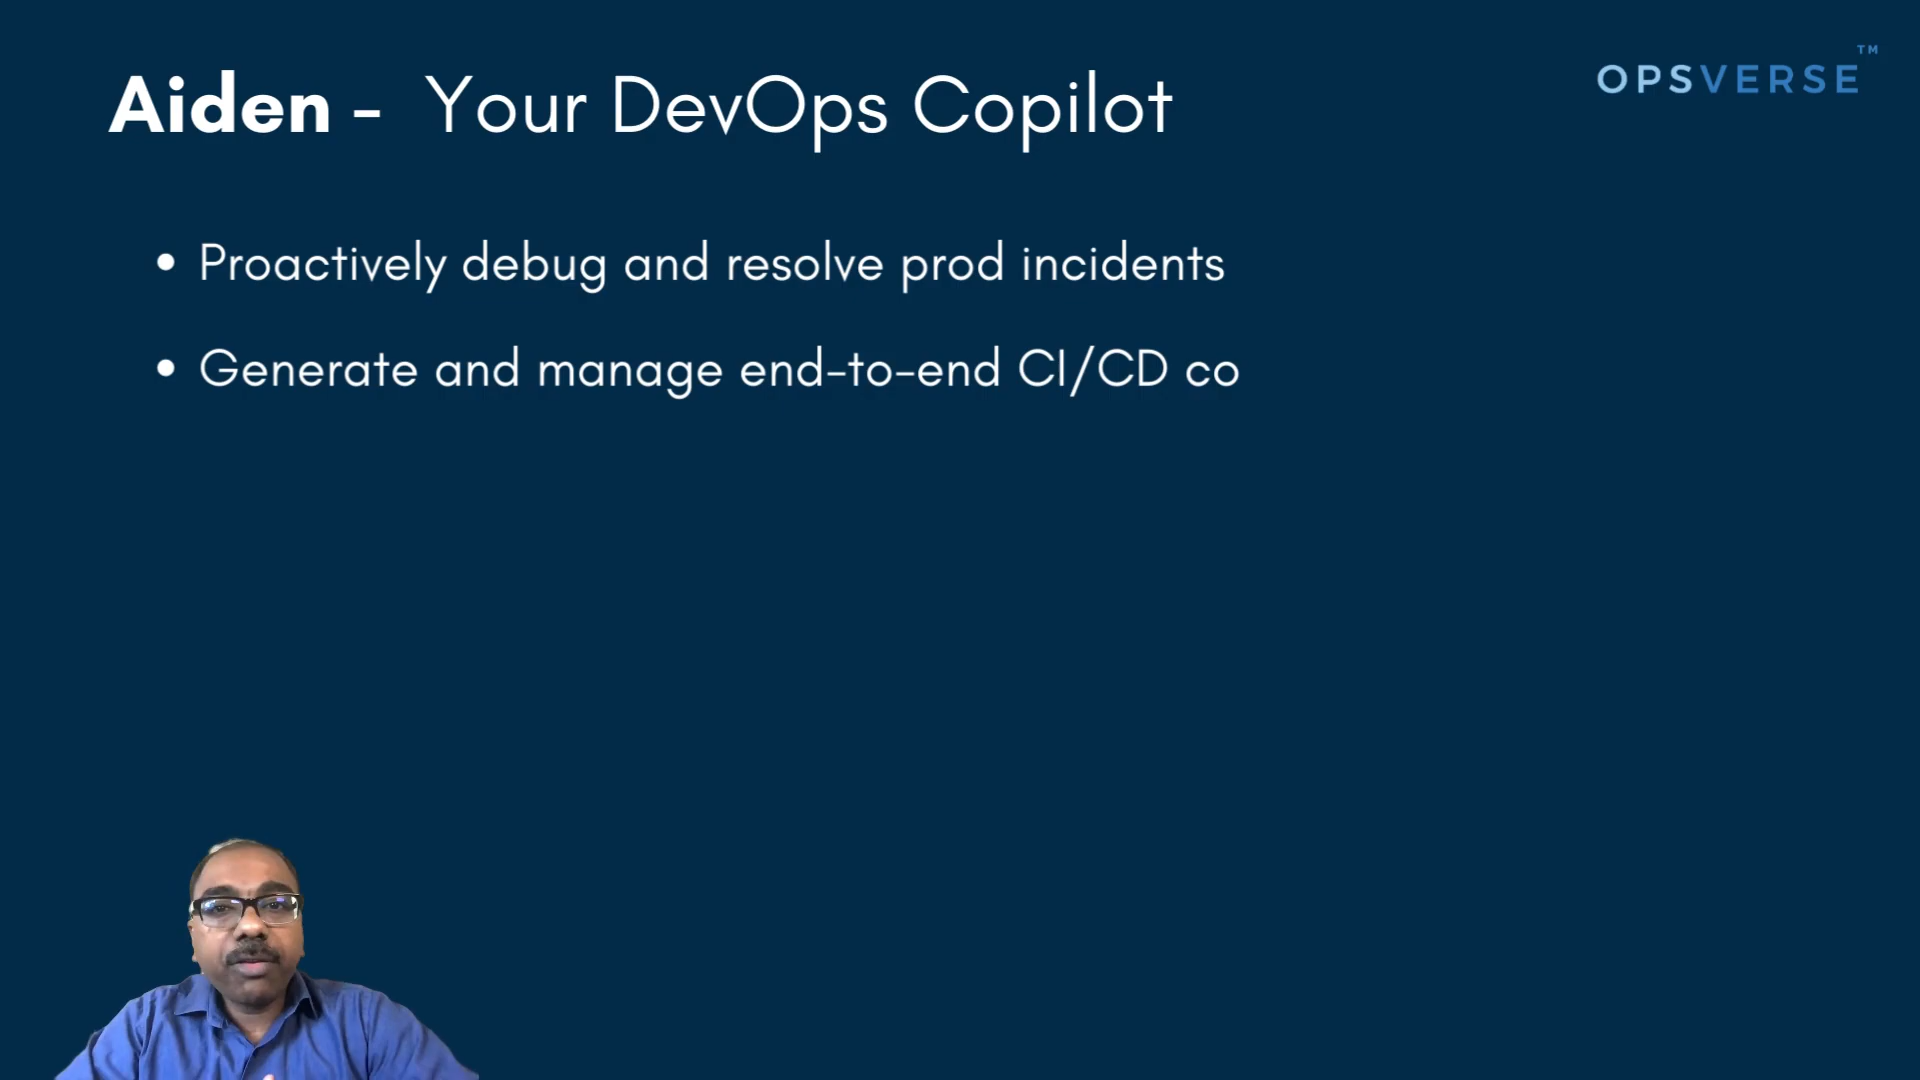 Aiden - Your DevOps Copilot
OPSVERSE™
• Proactively debug and resolve prod incidents
• Generate and manage end-to-end CI/CD co